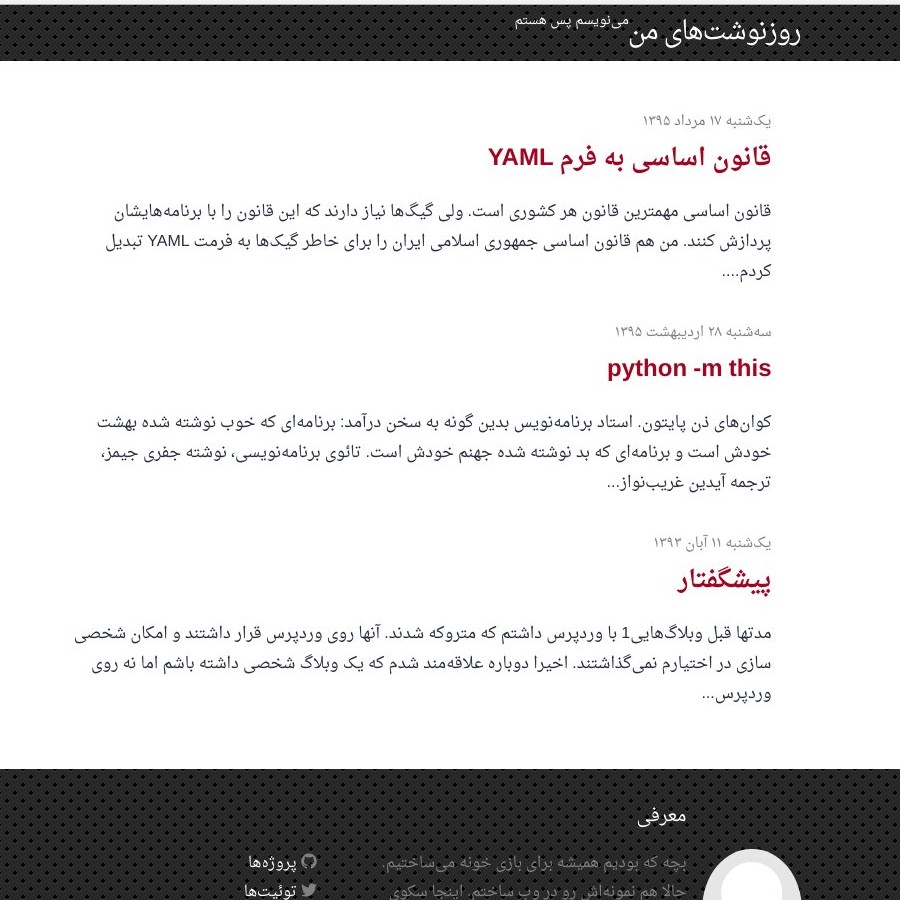 روزنوشت‌های من
می‌نویسم پس هستم
یک‌شنبه ۱۷ مرداد ۱۳۹۵
قانون اساسی به فرم YAML
قانون اساسی مهمترین قانون هر کشوری است. ولی گیگ‌ها نیاز دارند که این قانون را با برنامه‌هایشان
پردازش کنند. من هم قانون اساسی جمهوری اسلامی ایران را برای خاطر گیک‌ها به فرمت YAML تبدیل
کردم....
سه‌شنبه ۲۸ اردیبهشت ۱۳۹۵
python -m this
کوان‌های ذن پایتون. استاد برنامه‌نویس بدین گونه به سخن درآمد: برنامه‌ای که خوب نوشته شده بهشت
خودش است و برنامه‌ای که بد نوشته شده جهنم خودش است. تائوی برنامه‌نویسی، نوشته جفری جیمز،
ترجمه آیدین غریب‌نواز...
یک‌شنبه ۱۱ آبان ۱۳۹۳
پیشگفتار
مدتها قبل وبلاگ‌هایی1 با وردپرس داشتم که متروکه شدند. آنها روی وردپرس قرار داشتند و امکان شخصی
سازی در اختیارم نمی‌گذاشتند. اخیرا دوباره علاقه‌مند شدم که یک وبلاگ شخصی داشته باشم اما نه روی
وردپرس...
معرفی
بچه که بودیم همیشه برای بازی خونه می‌ساختیم.
حالا هم نمونه‌اش رو در وب ساختم. اینجا سکوی
پروژه‌ها
توئیت‌ها